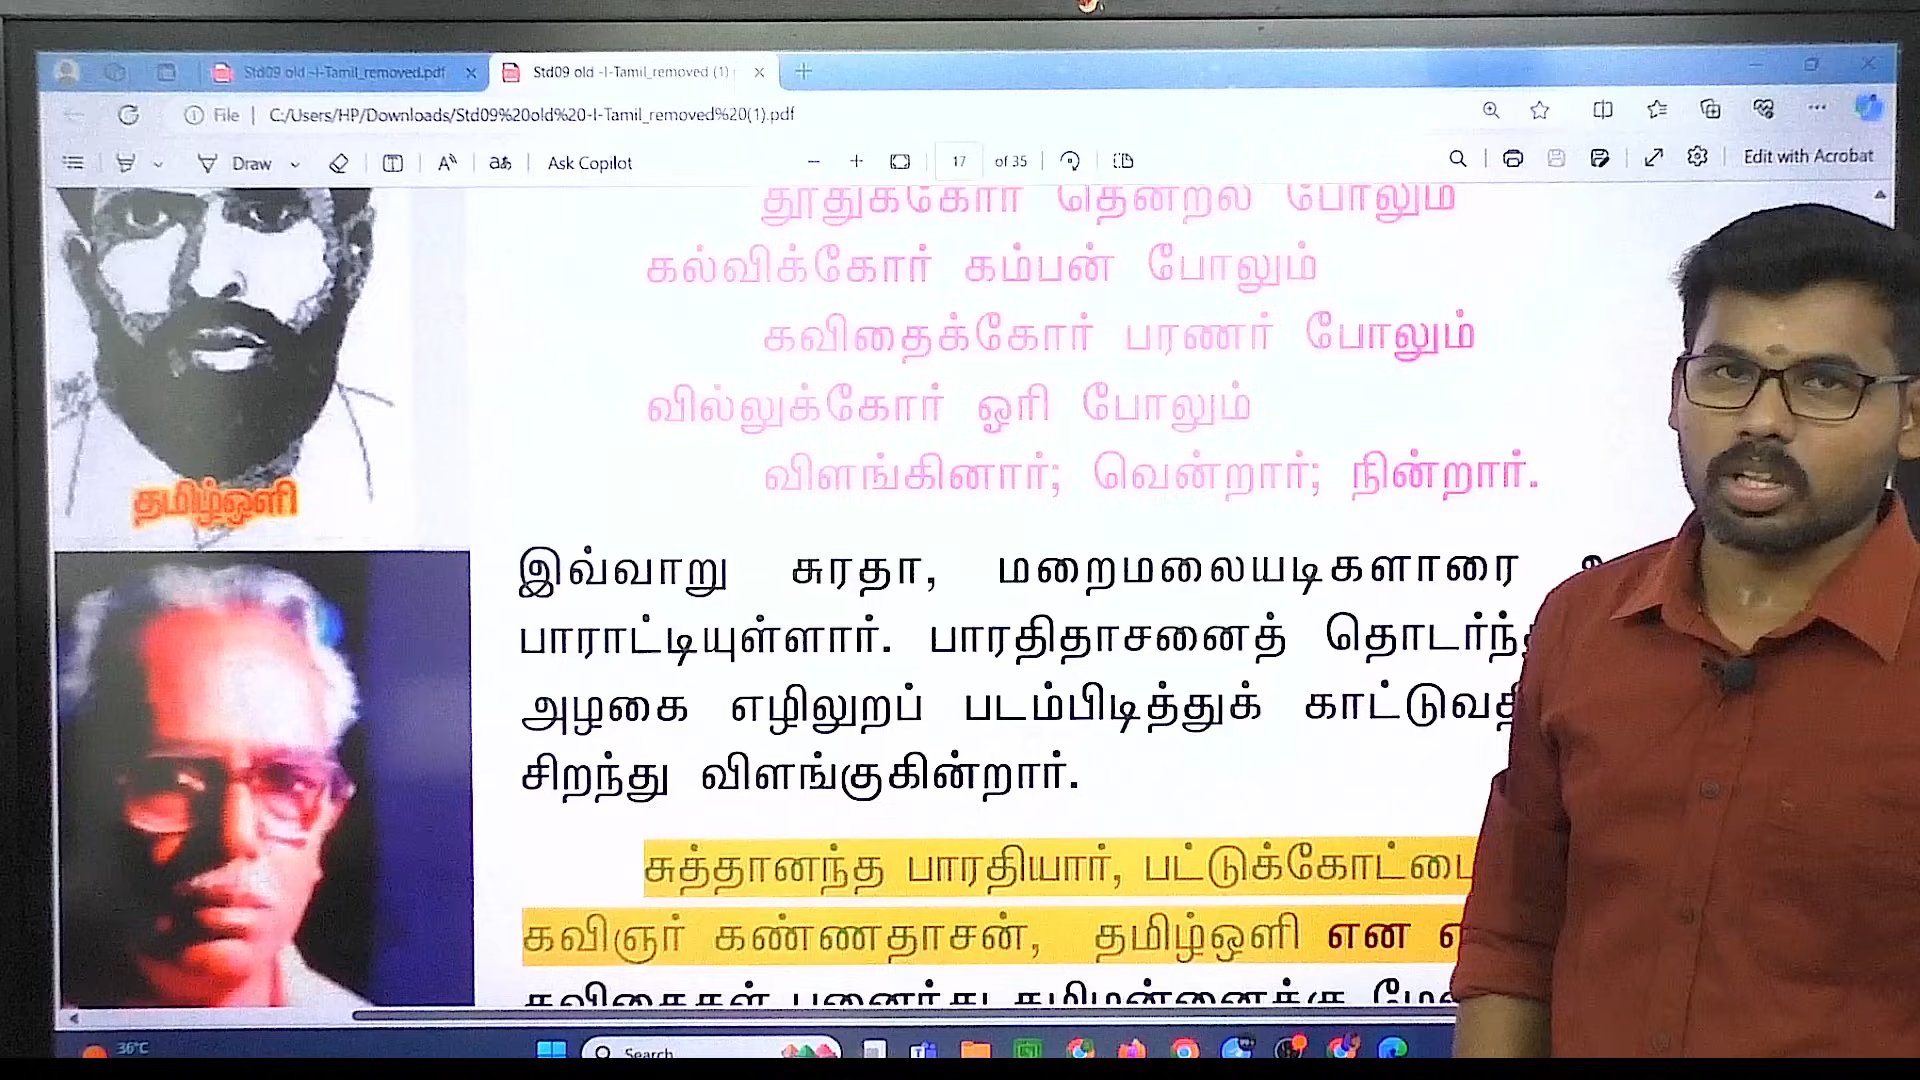 Std09 old -I-Tamil_removed.pdf
Std09 old -I-Tamil_removed (1)
File
C:/Users/HP/Downloads/Std09%20old%20-I-Tamil_removed%20(1).pdf
Draw
Ask Copilot
17 of 35
Edit with Acrobat
தூதுக்கோர் தென்றல் போலும்
கல்விக்கோர் கம்பன் போலும்
கவிதைக்கோர் பரணர் போலும்
வில்லுக்கோர் ஓரி போலும்
விளங்கினார்; வென்றார்; நின்றார்.
தமிழ்ஒளி
இவ்வாறு சுரதா, மறைமலையடிகளாரை
பாராட்டியுள்ளார். பாரதிதாசனைத்
அழகை எழிலுறப் படம்பிடித்துக்
சிறந்து விளங்குகின்றார்.
சுத்தானந்த பாரதியார், பட்டுக்கோட்டை
கவிஞர் கண்ணதாசன், தமிழ்ஒளி என
36°C
Search